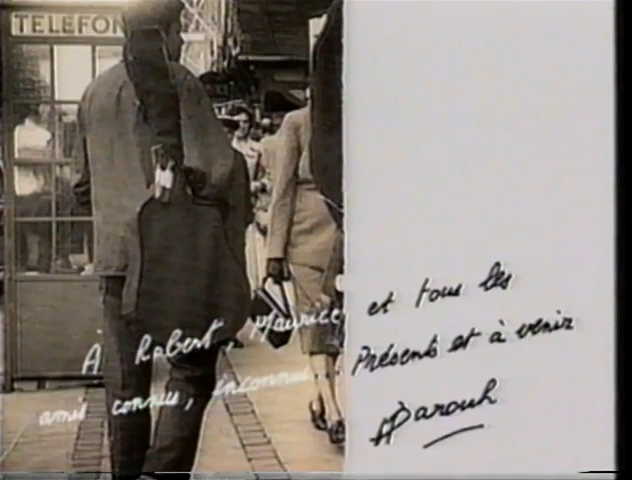 TELEFON
À Robert, Maurice et tous les
amis connus, inconnus Présents et à venir
Barouh